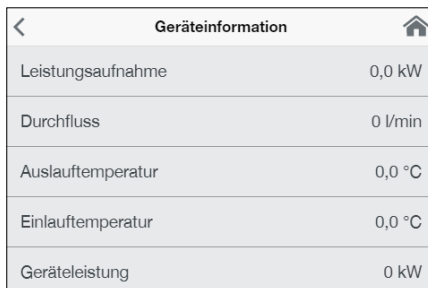 Geräteinformation
Leistungsaufnahme 0,0 kW
Durchfluss 0 l/min
Auslauftemperatur 0,0 °C
Einlauftemperatur 0,0 °C
Geräteleistung 0 kW